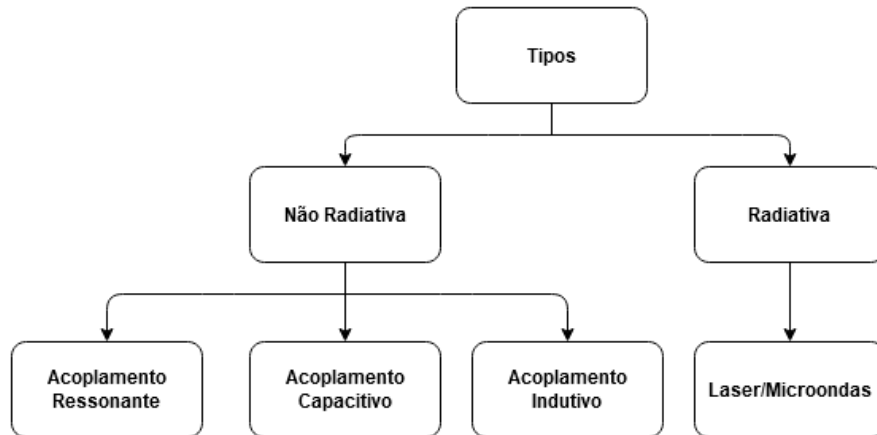 Tipos
Não Radiativa
Radiativa
Acoplamento
Ressonante
Acoplamento
Capacitivo
Acoplamento
Indutivo
Laser/Microondas